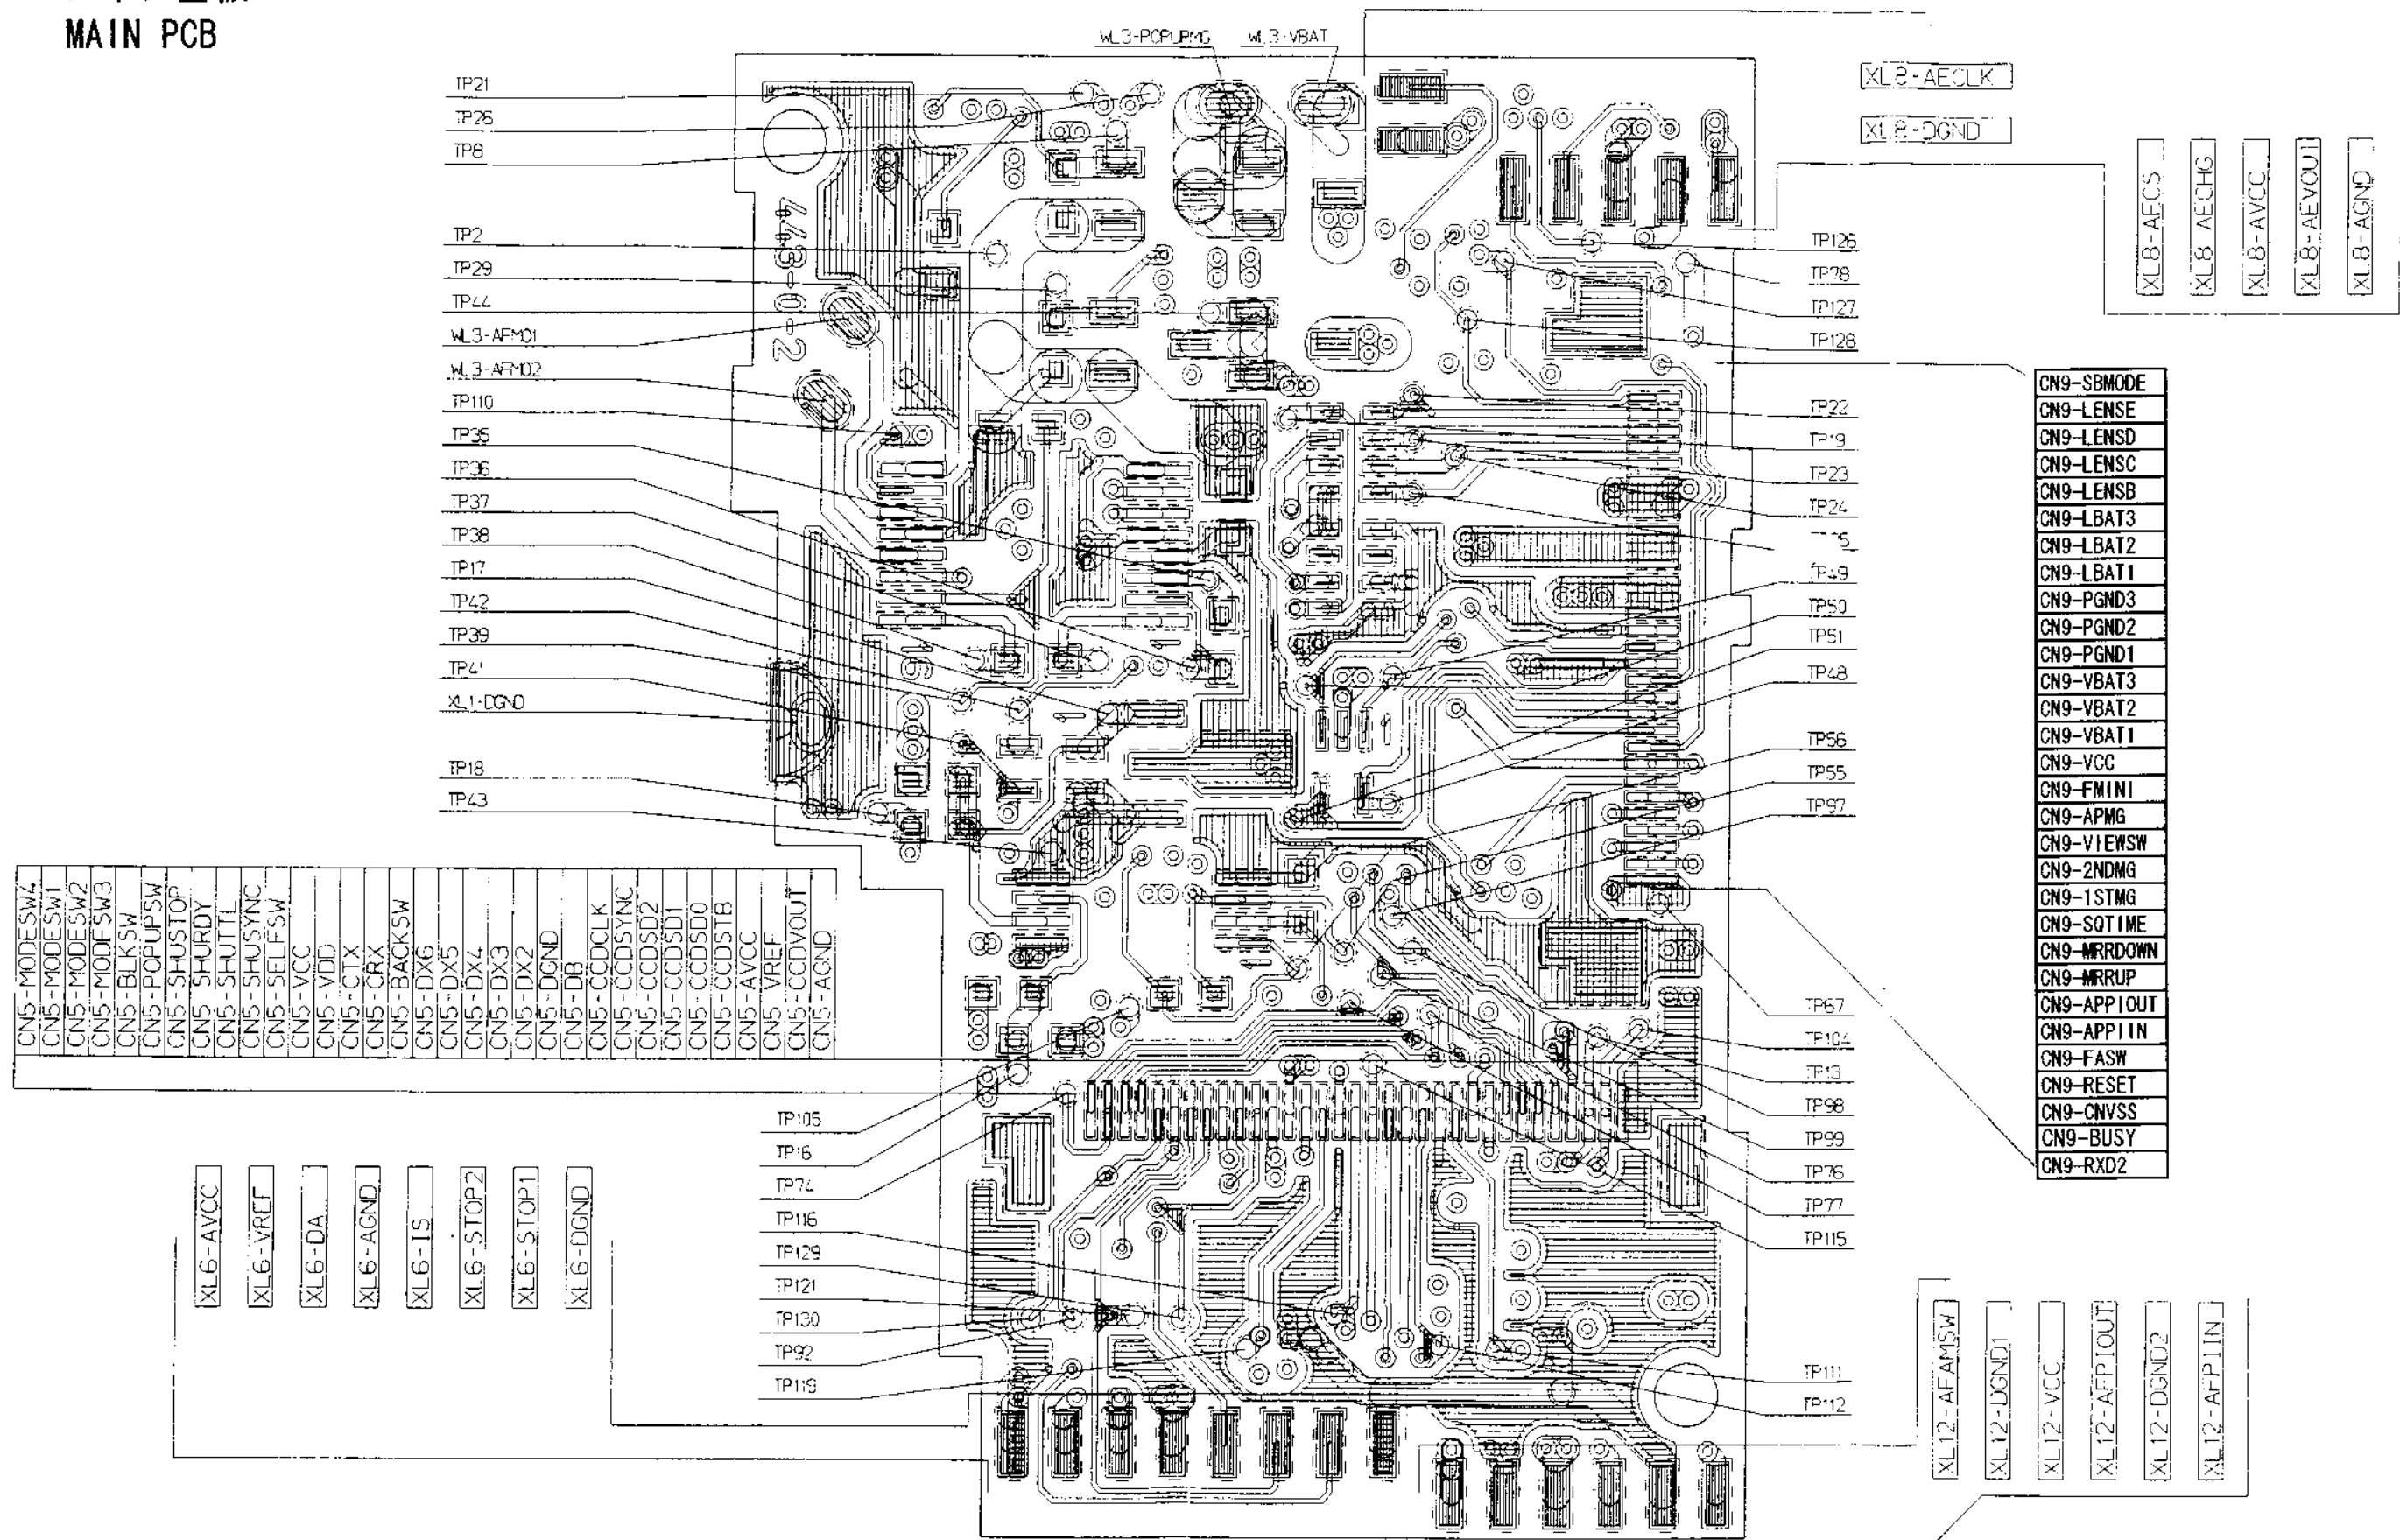 MAIN PCB
WL3-POPUPMG
WL3-VBAT
XL8-AECLK
XL8-DGND
XL8-AECS
XL8-AECHG
XL8-AVCC
XL8-AEVOUT
XL8-AGND
TP21
TP26
TP8
TP2
TP29
TP44
WL3-AFMO1
WL3-AFMO2
TP110
TP35
TP36
TP37
TP38
TP17
TP42
TP39
TP41
XL1-DGND
TP18
TP43
443-0-2
16
TP126
TP78
TP127
TP128
TP22
TP19
TP23
TP24
TP49
TP50
TP51
TP48
TP56
TP55
TP97
CN9-SBMODE
CN9-LENSE
CN9-LENSD
CN9-LENSC
CN9-LENSB
CN9-LBAT3
CN9-LBAT2
CN9-LBAT1
CN9-PGND3
CN9-PGND2
CN9-PGND1
CN9-VBAT3
CN9-VBAT2
CN9-VBAT1
CN9-VCC
CN9-FMINI
CN9-APMG
CN9-VIEWSW
CN9-2NDMG
CN9-1STMG
CN9-SQTIME
CN9-MRRDOWN
CN9-MRRUP
CN9-APPIOUT
CN9-APPIIN
CN9-FASW
CN9-RESET
CN9-CNVSS
CN9-BUSY
CN9-RXD2
CN5-MODESW4
CN5-MODESW1
CN5-MODESW2
CN5-MODESW3
CN5-BLKSW
CN5-POPUPSW
CN5-SHUSTOP
CN5 SHURDY
CN5-SHUTTL
CN5-SHUSYNC
CN5-SELFSW
CN5-VCC
CN5-VDD
CN5-CTX
CN5-CRX
CN5-BACKSW
CN5-DX6
CN5-DX5
CN5-DX4
CN5-DX3
CN5-DX2
CN5-DGND
CN5-DB
CN5-CCDCLK
CN5-CCDSYNC
CN5-CCDSD2
CN5-CCDSD1
CN5-CCDSD0
CN5-CCDSTB
CN5-AVCC
CN5 VREF
CN5-CCDVOUT
CN5-AGND
TP67
TP104
TP13
TP98
TP99
TP76
TP77
TP115
TP105
TP16
TP74
TP116
TP129
TP121
TP130
TP92
TP119
TP111
TP112
XL6-AVCC
XL6-VREF
XL6-DA
XL6-AGND
XL6-IS
XL6-STOP2
XL6-STOP1
XL6-DGND
XL12-AFAMSW
XL12-DGND1
XL12-VCC
XL12-AFPIOUT
XL12-DGND2
XL12-AFPIIN